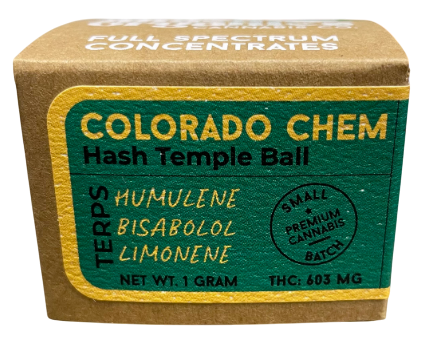 FULL SPECTRUM
CONCENTRATES
COLORADO CHEM
Hash Temple Ball
TERPS
HUMULENE
BISABOLOL
LIMONENE
SMALL
PREMIUM
CANNABIS
BATCH
NET WT. 1 GRAM
THC: 603 MG